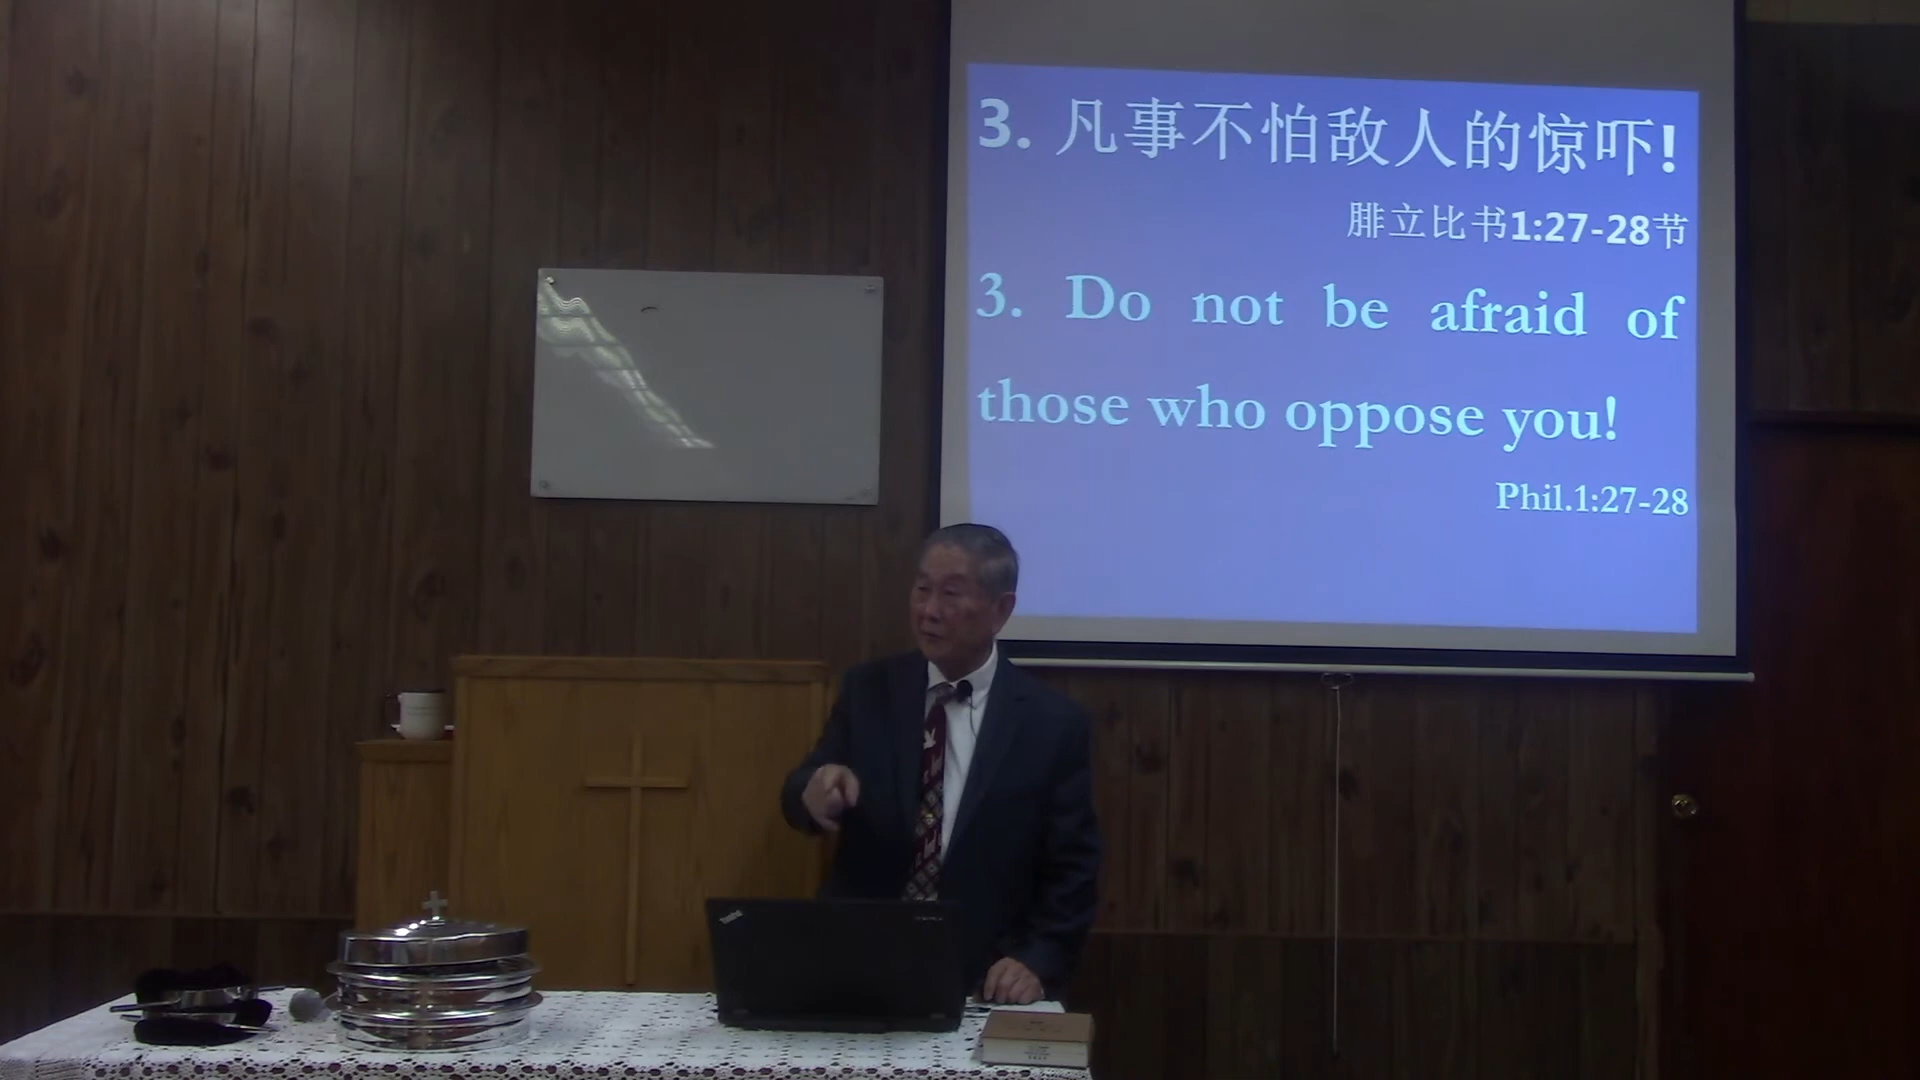 3. 凡事不怕敌人的惊吓!
腓立比书1:27-28节
3. Do not be afraid of
those who oppose you!
Phil.1:27-28
ThinkPad